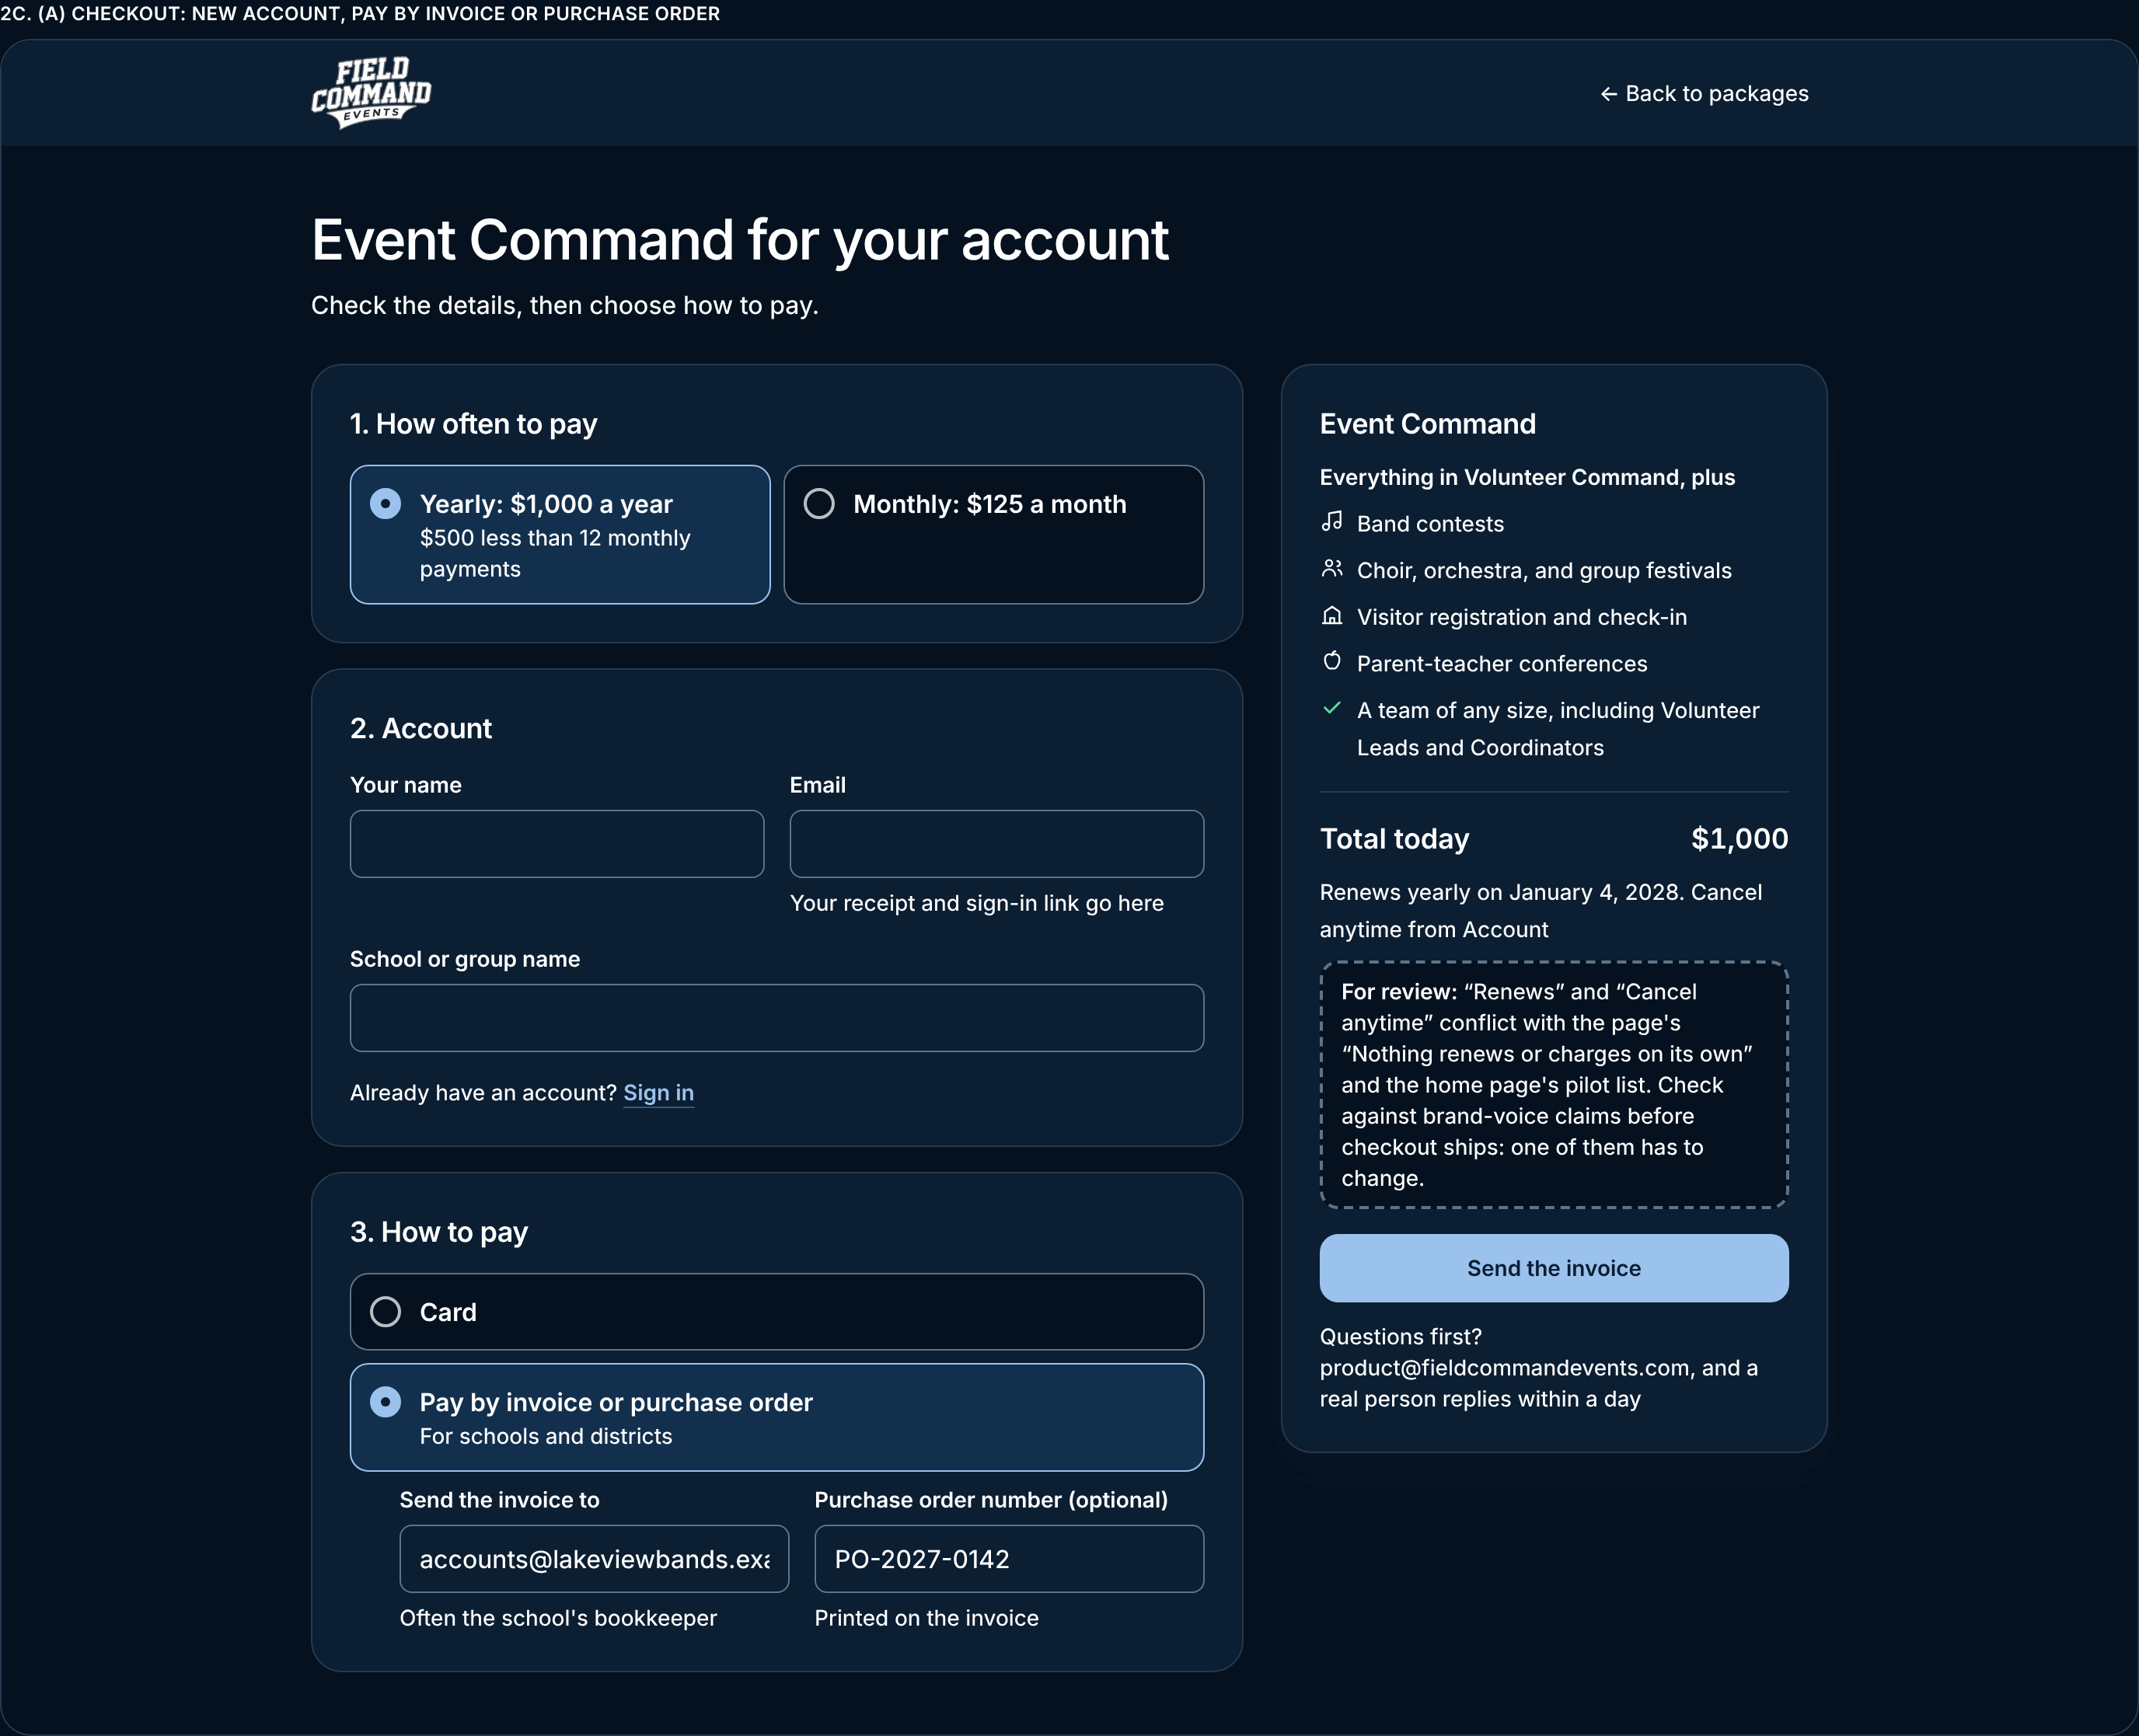 2C. (A) CHECKOUT: NEW ACCOUNT, PAY BY INVOICE OR PURCHASE ORDER
FIELD
COMMAND
EVENTS
← Back to packages
Event Command for your account
Check the details, then choose how to pay.
1. How often to pay
Yearly: $1,000 a year
$500 less than 12 monthly
payments
Monthly: $125 a month
2. Account
Your name
Email
Your receipt and sign-in link go here
School or group name
Already have an account? Sign in
3. How to pay
Card
Pay by invoice or purchase order
For schools and districts
Send the invoice to
Purchase order number (optional)
accounts@lakeviewbands.exa
PO-2027-0142
Often the school's bookkeeper
Printed on the invoice
Event Command
Everything in Volunteer Command, plus
Band contests
Choir, orchestra, and group festivals
Visitor registration and check-in
Parent-teacher conferences
A team of any size, including Volunteer
Leads and Coordinators
Total today $1,000
Renews yearly on January 4, 2028. Cancel
anytime from Account
For review: “Renews” and “Cancel
anytime” conflict with the page's
“Nothing renews or charges on its own”
and the home page's pilot list. Check
against brand-voice claims before
checkout ships: one of them has to
change.
Send the invoice
Questions first?
product@fieldcommandevents.com, and a
real person replies within a day